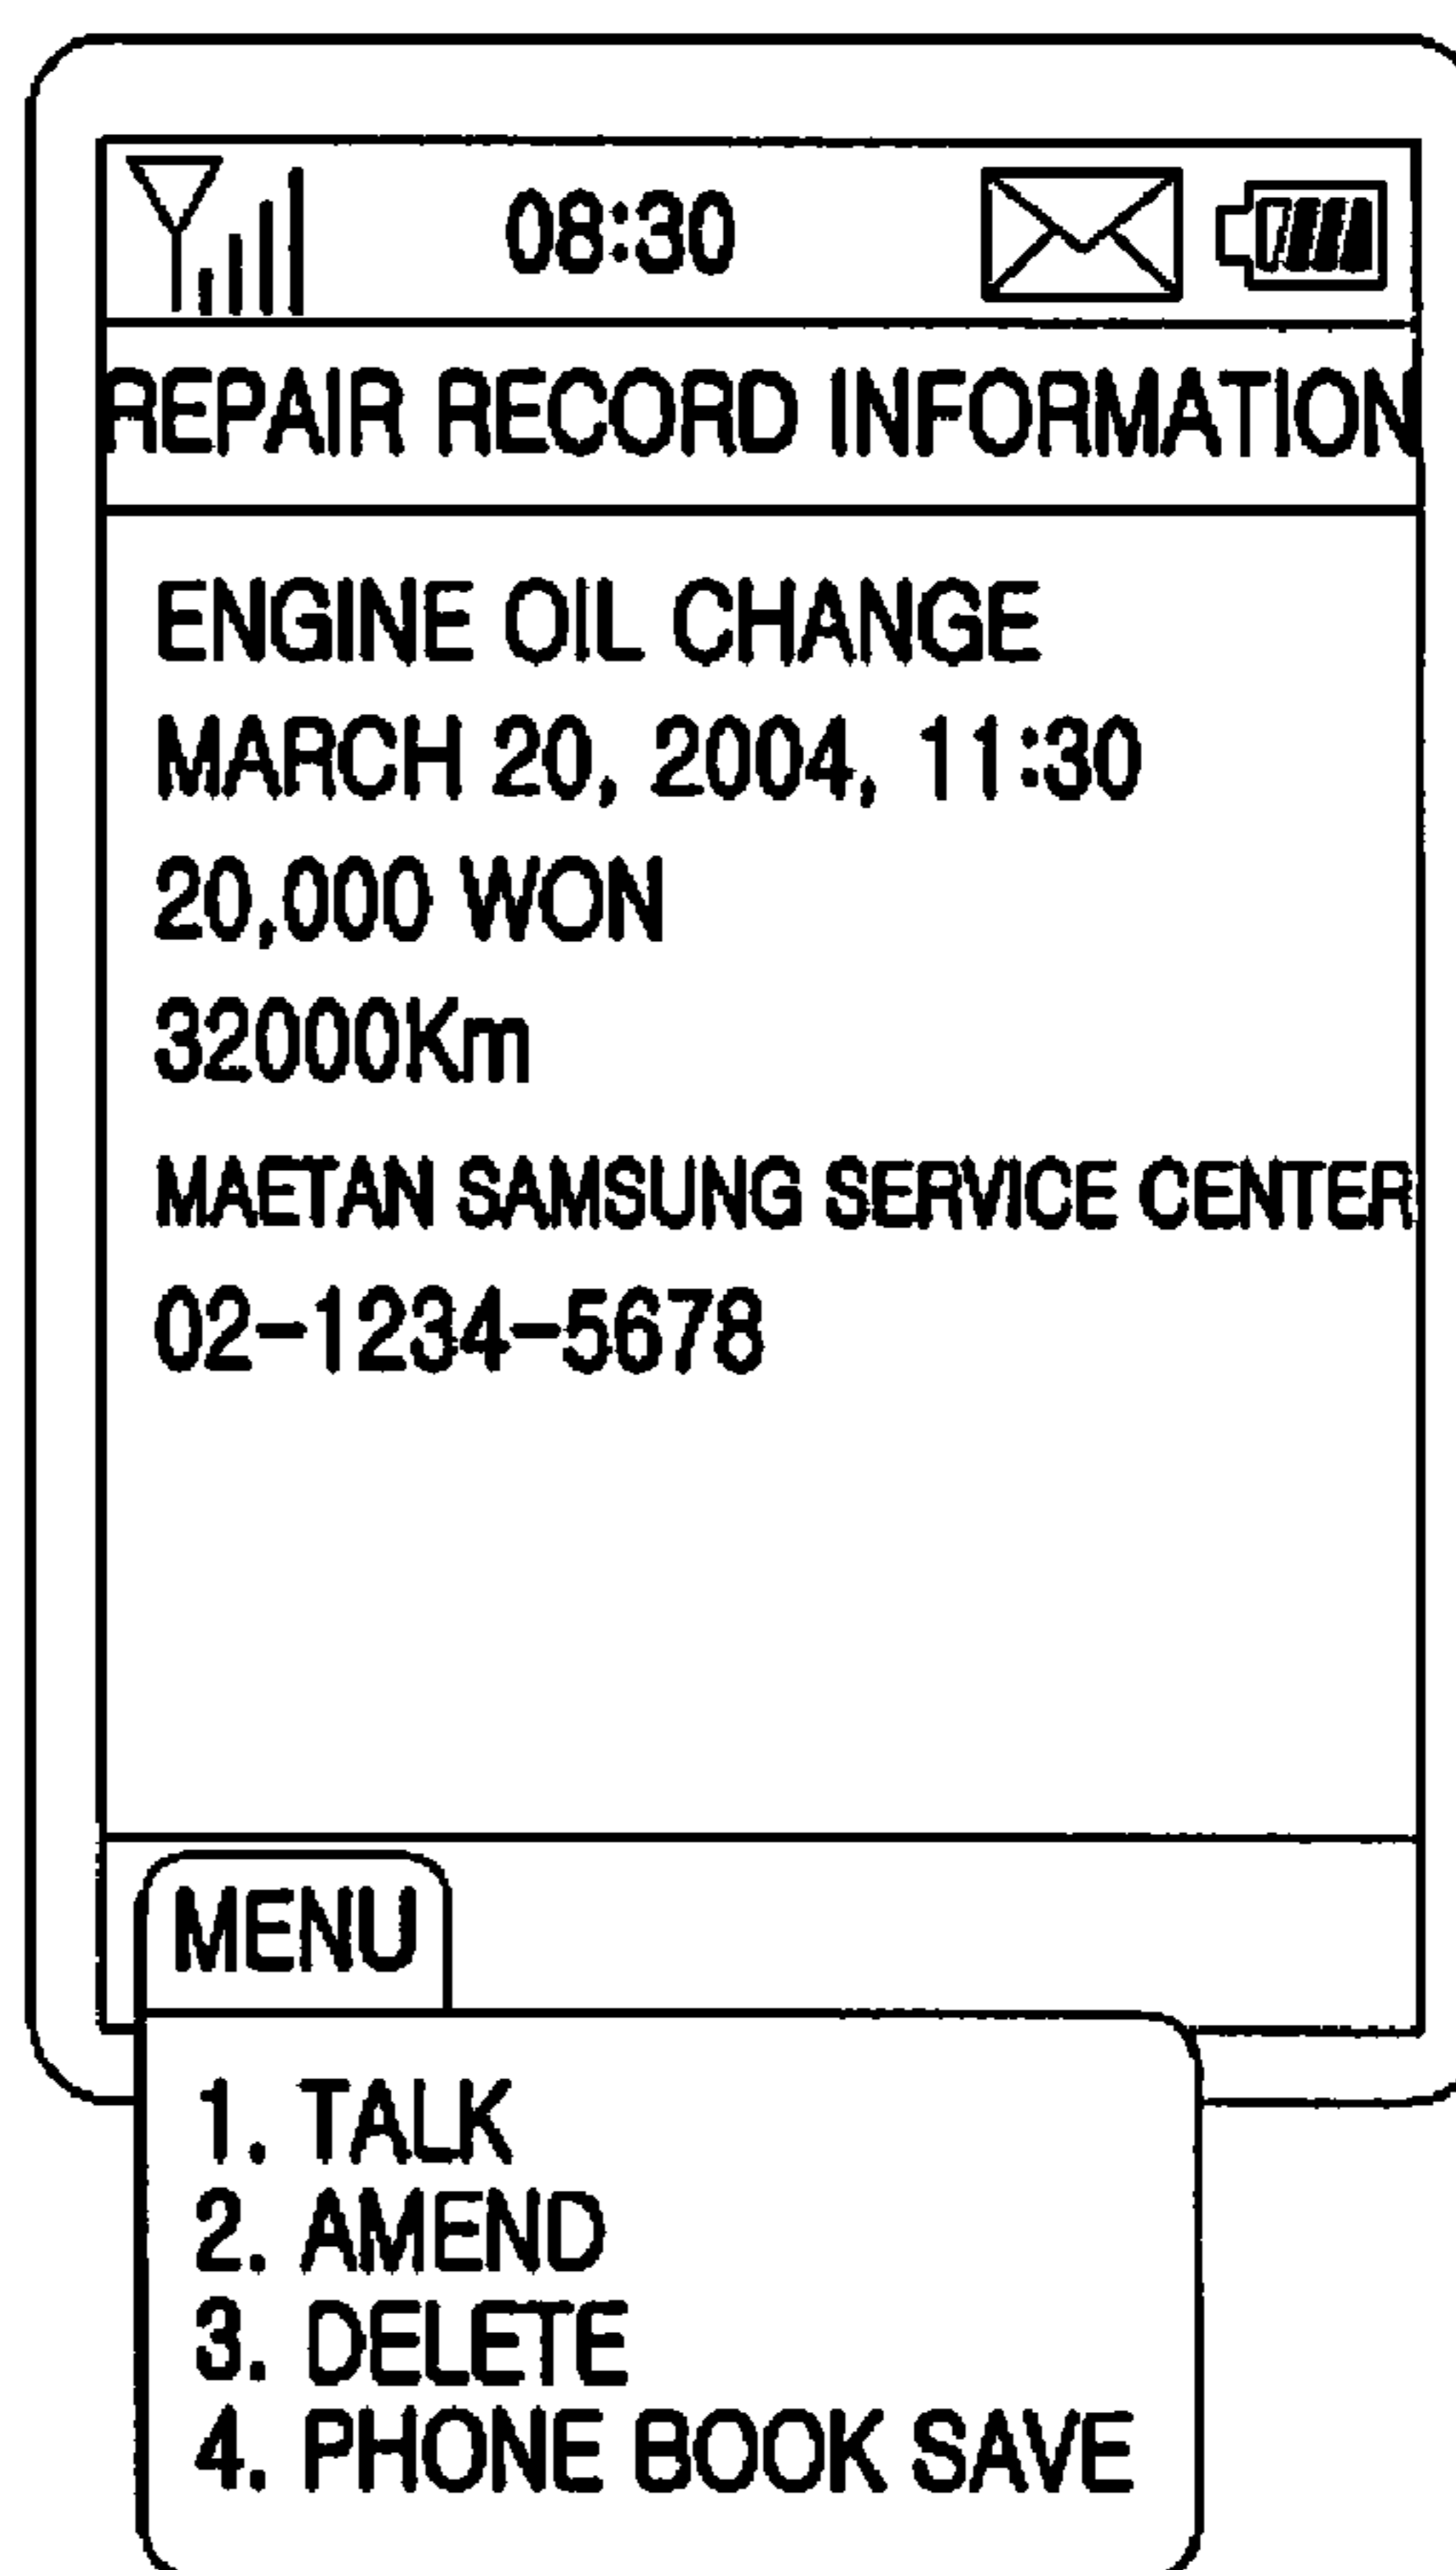 08:30
REPAIR RECORD INFORMATION
ENGINE OIL CHANGE
MARCH 20, 2004, 11:30
20,000 WON
32000Km
MAETAN SAMSUNG SERVICE CENTER
02-1234-5678
MENU
1. TALK
2. AMEND
3. DELETE
4. PHONE BOOK SAVE